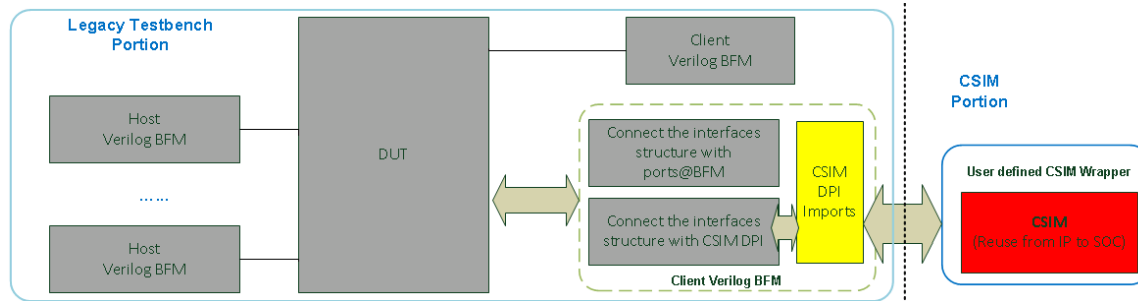 Legacy Testbench
Portion
Host
Verilog BFM
......
Host
Verilog BFM
DUT
Client
Verilog BFM
Connect the interfaces
structure with
ports@BFM
Connect the interfaces
structure with CSIM DPI
CSIM
DPI
Imports
Client Verilog BFM
CSIM
Portion
User defined CSIM Wrapper
CSIM
(Reuse from IP to SOC)